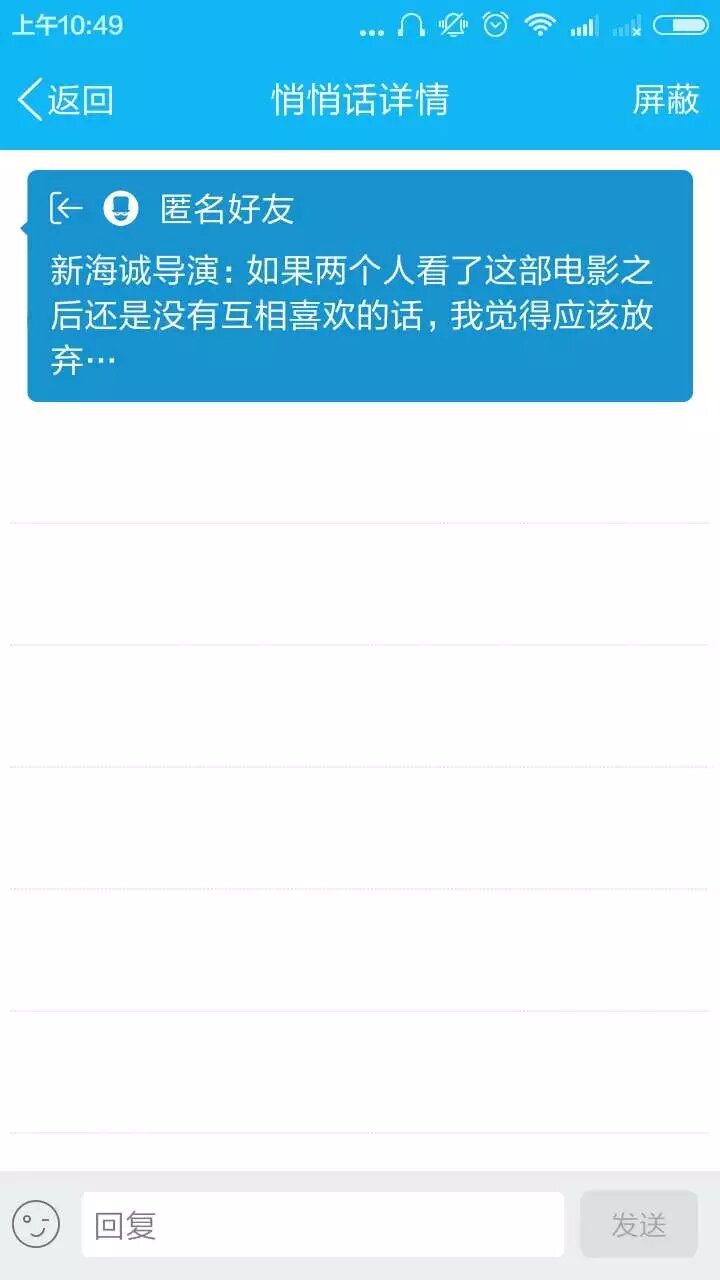 上午10:49
返回 悄悄话详情 屏蔽
匿名好友
新海诚导演：如果两个人看了这部电影之
后还是没有互相喜欢的话，我觉得应该放
弃…
回复 发送